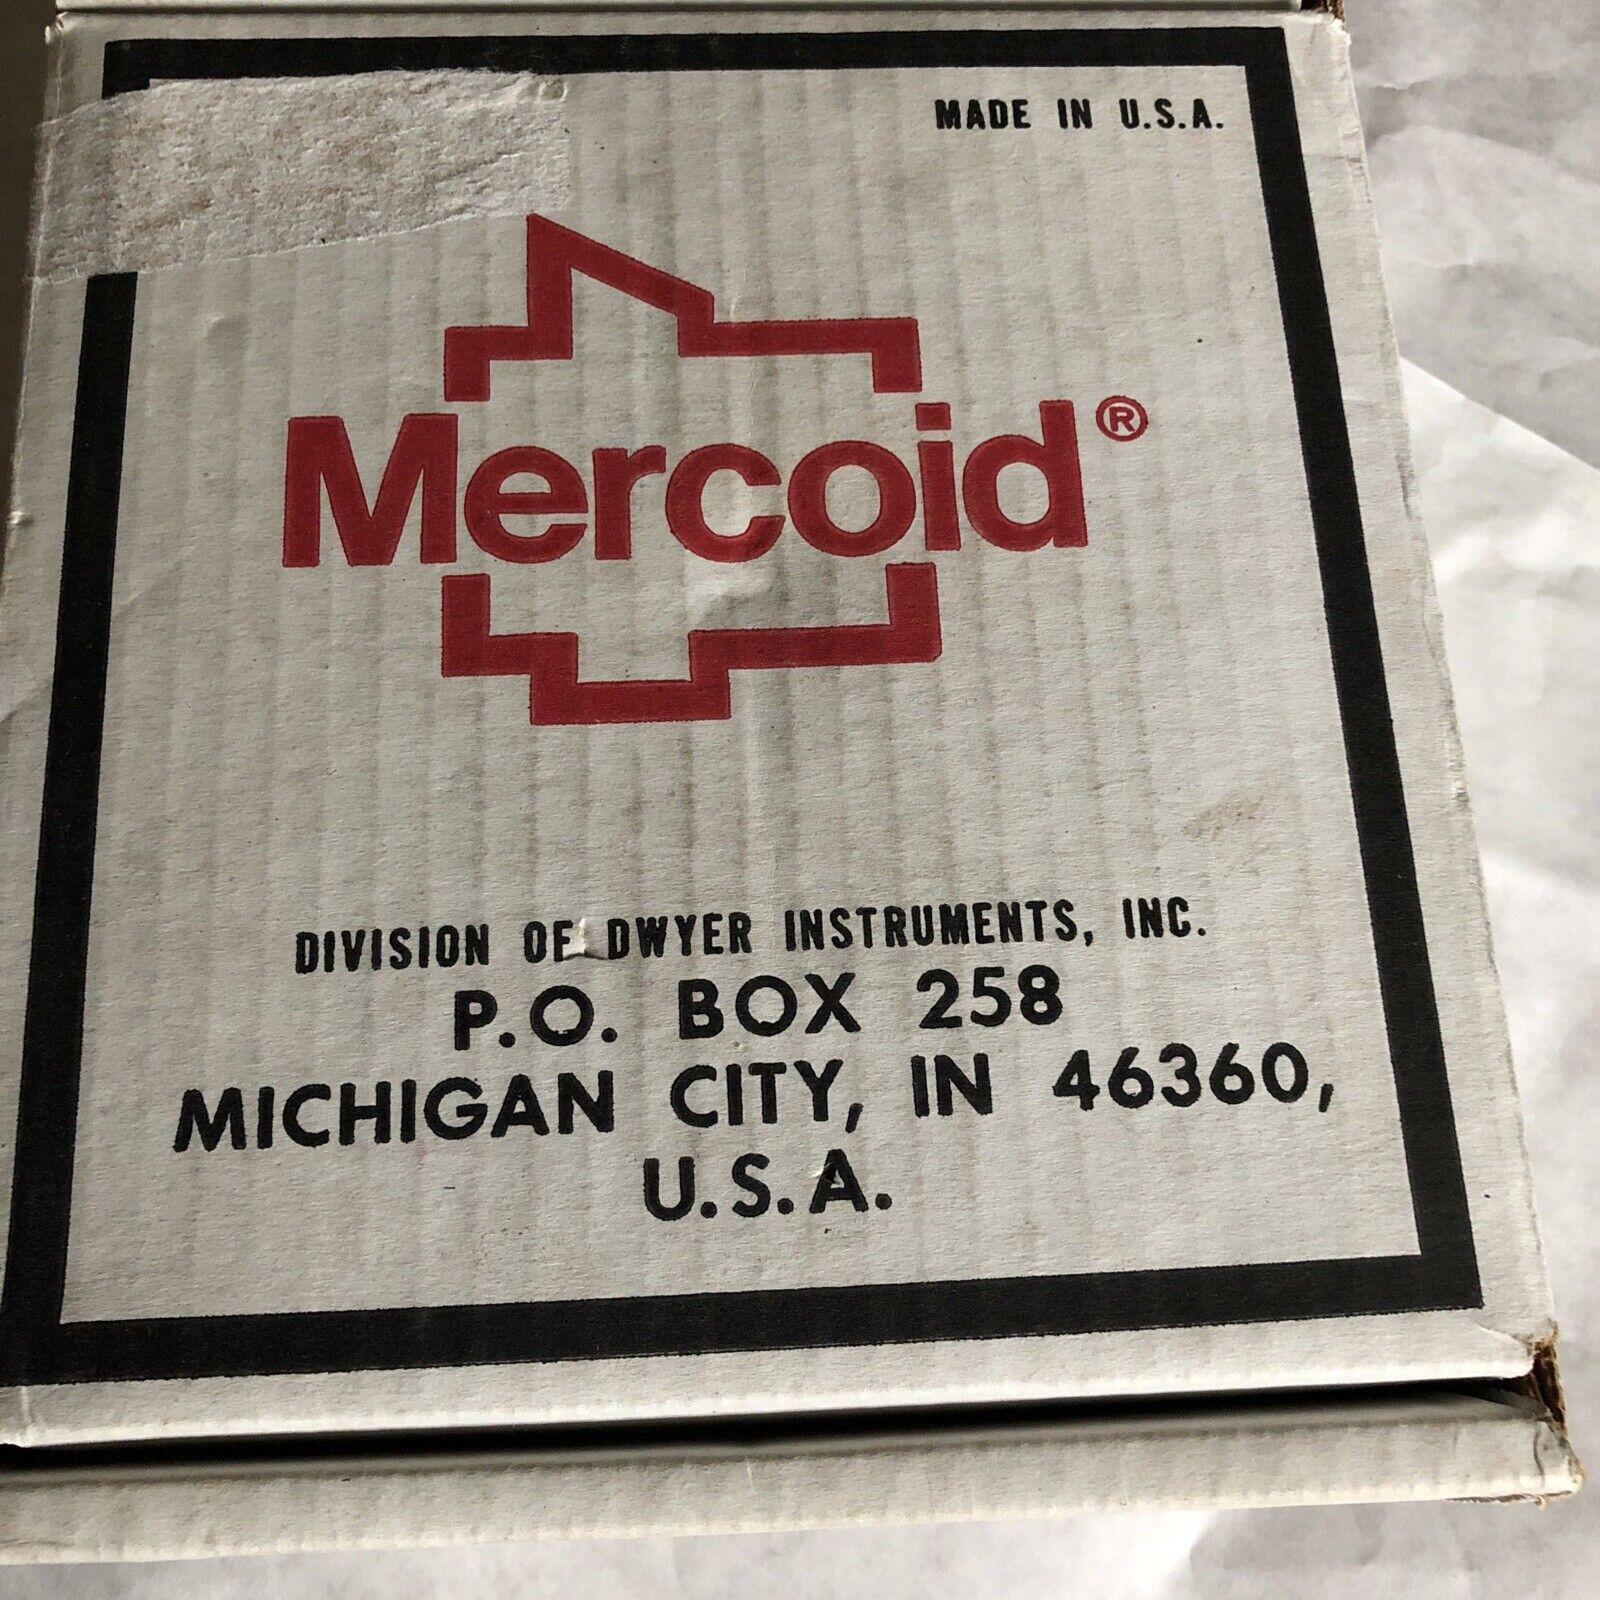 MADE IN U.S.A.
Mercoid®
DIVISION OF DWYER INSTRUMENTS, INC.
P.O. BOX 258
MICHIGAN CITY, IN 46360,
U.S.A.